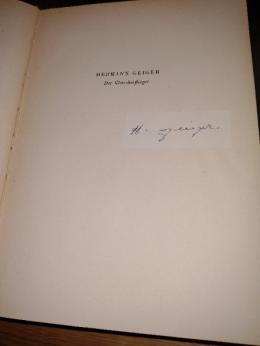 HERMANN GEIGER
Der Gletscherflieger
H. Geiger.